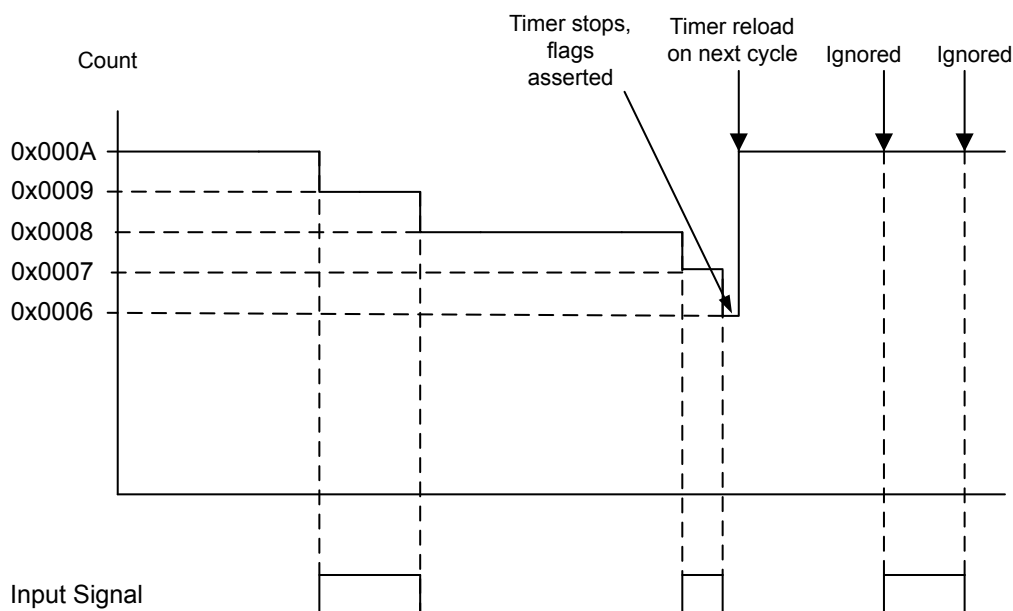 Timer stops,
flags
asserted
Timer reload
on next cycle
Ignored
Ignored
Count
0x000A
0x0009
0x0008
0x0007
0x0006
Input Signal